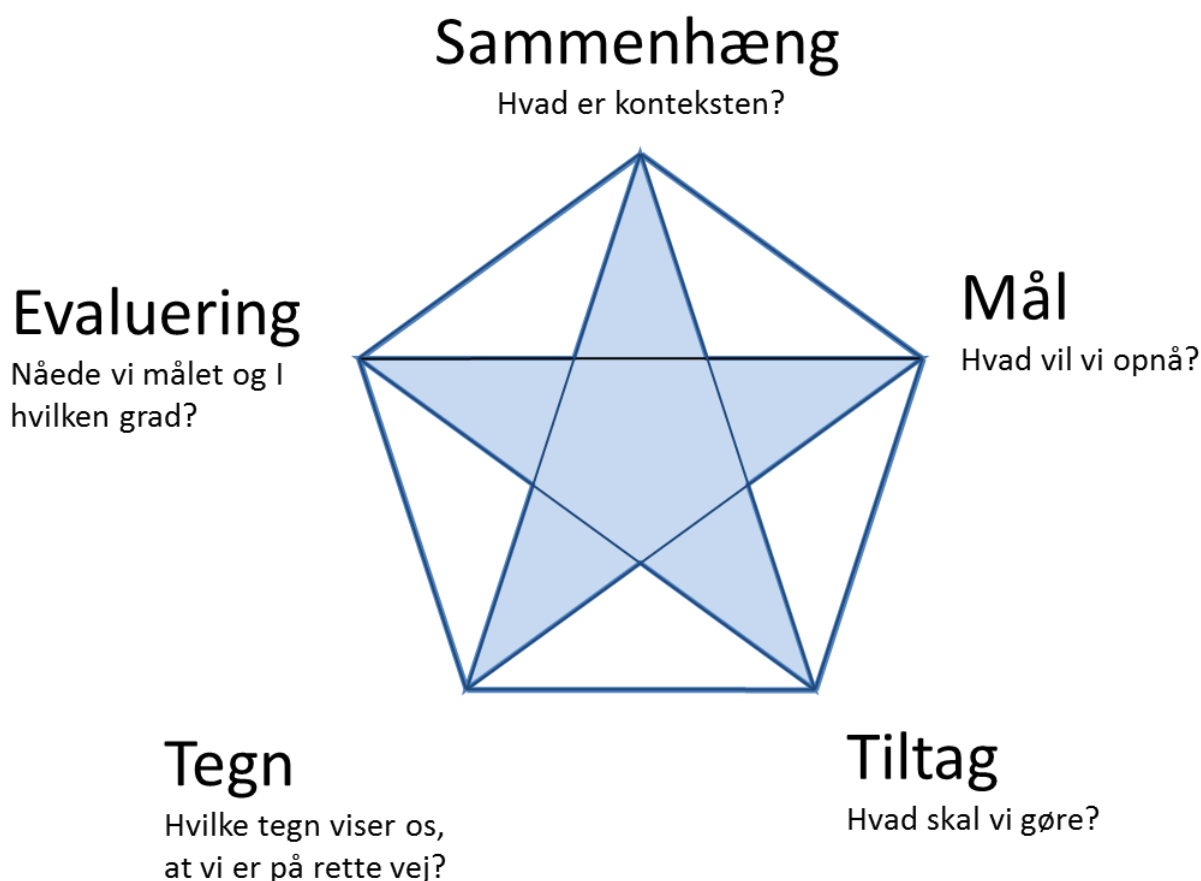 Sammenhæng
Hvad er konteksten?
Evaluering
Nåede vi målet og I
hvilken grad?
Mål
Hvad vil vi opnå?
Tegn
Hvilke tegn viser os,
at vi er på rette vej?
Tiltag
Hvad skal vi gøre?